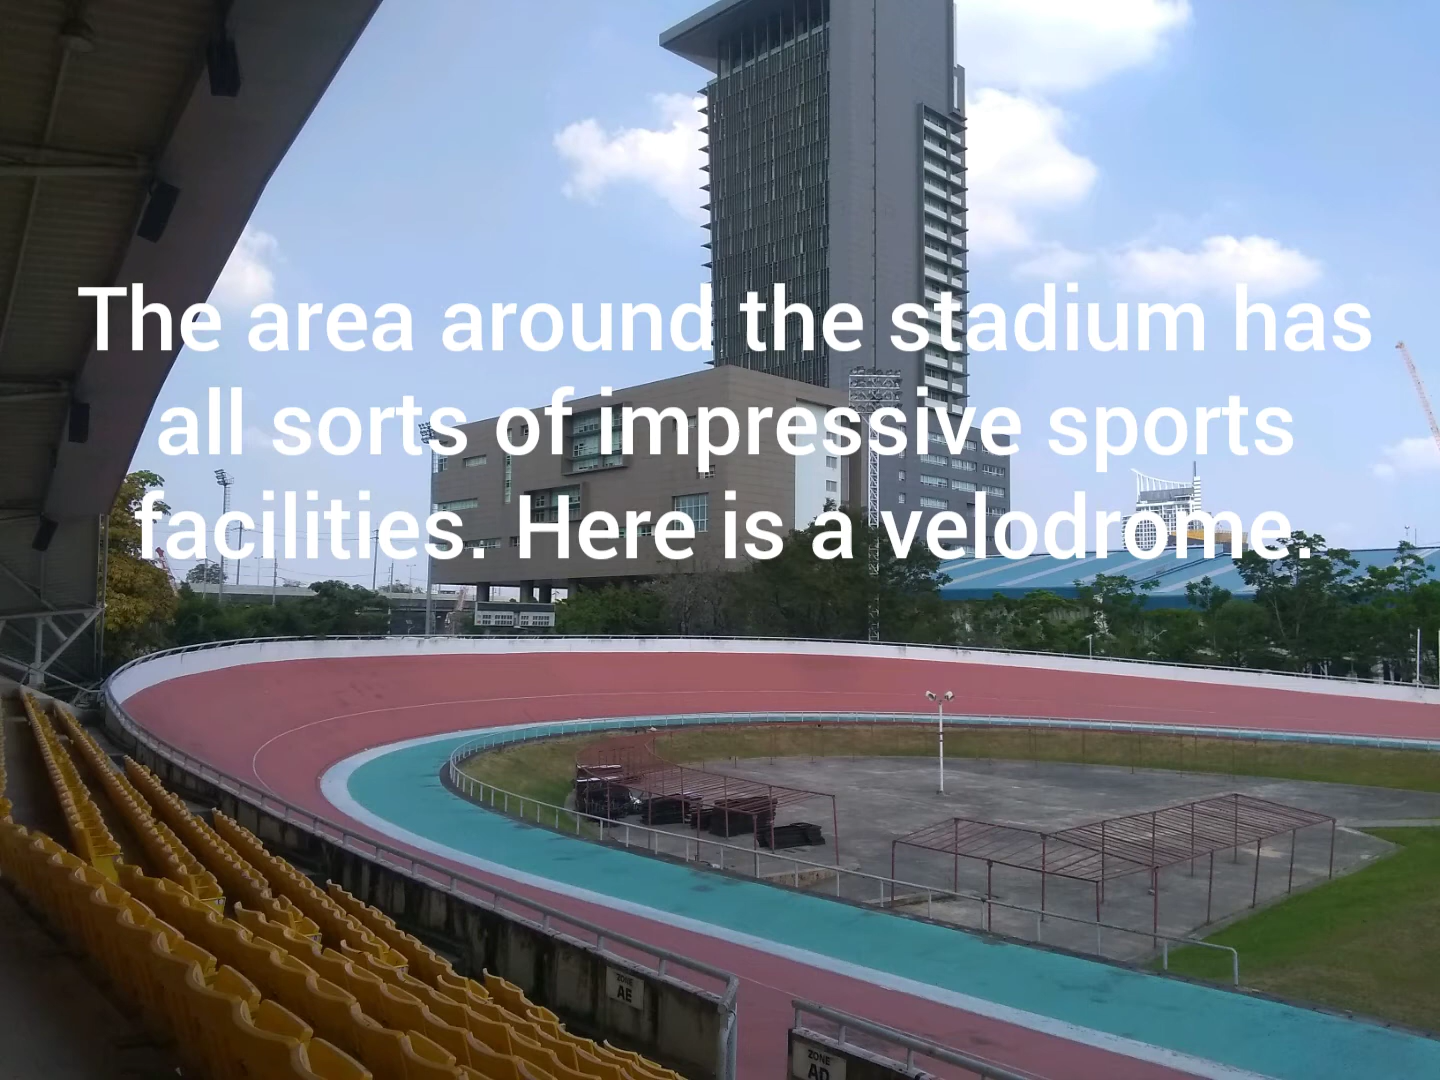 The area around the stadium has
all sorts of impressive sports
facilities. Here is a velodrome.
ZONE
AE
ZONE
AD